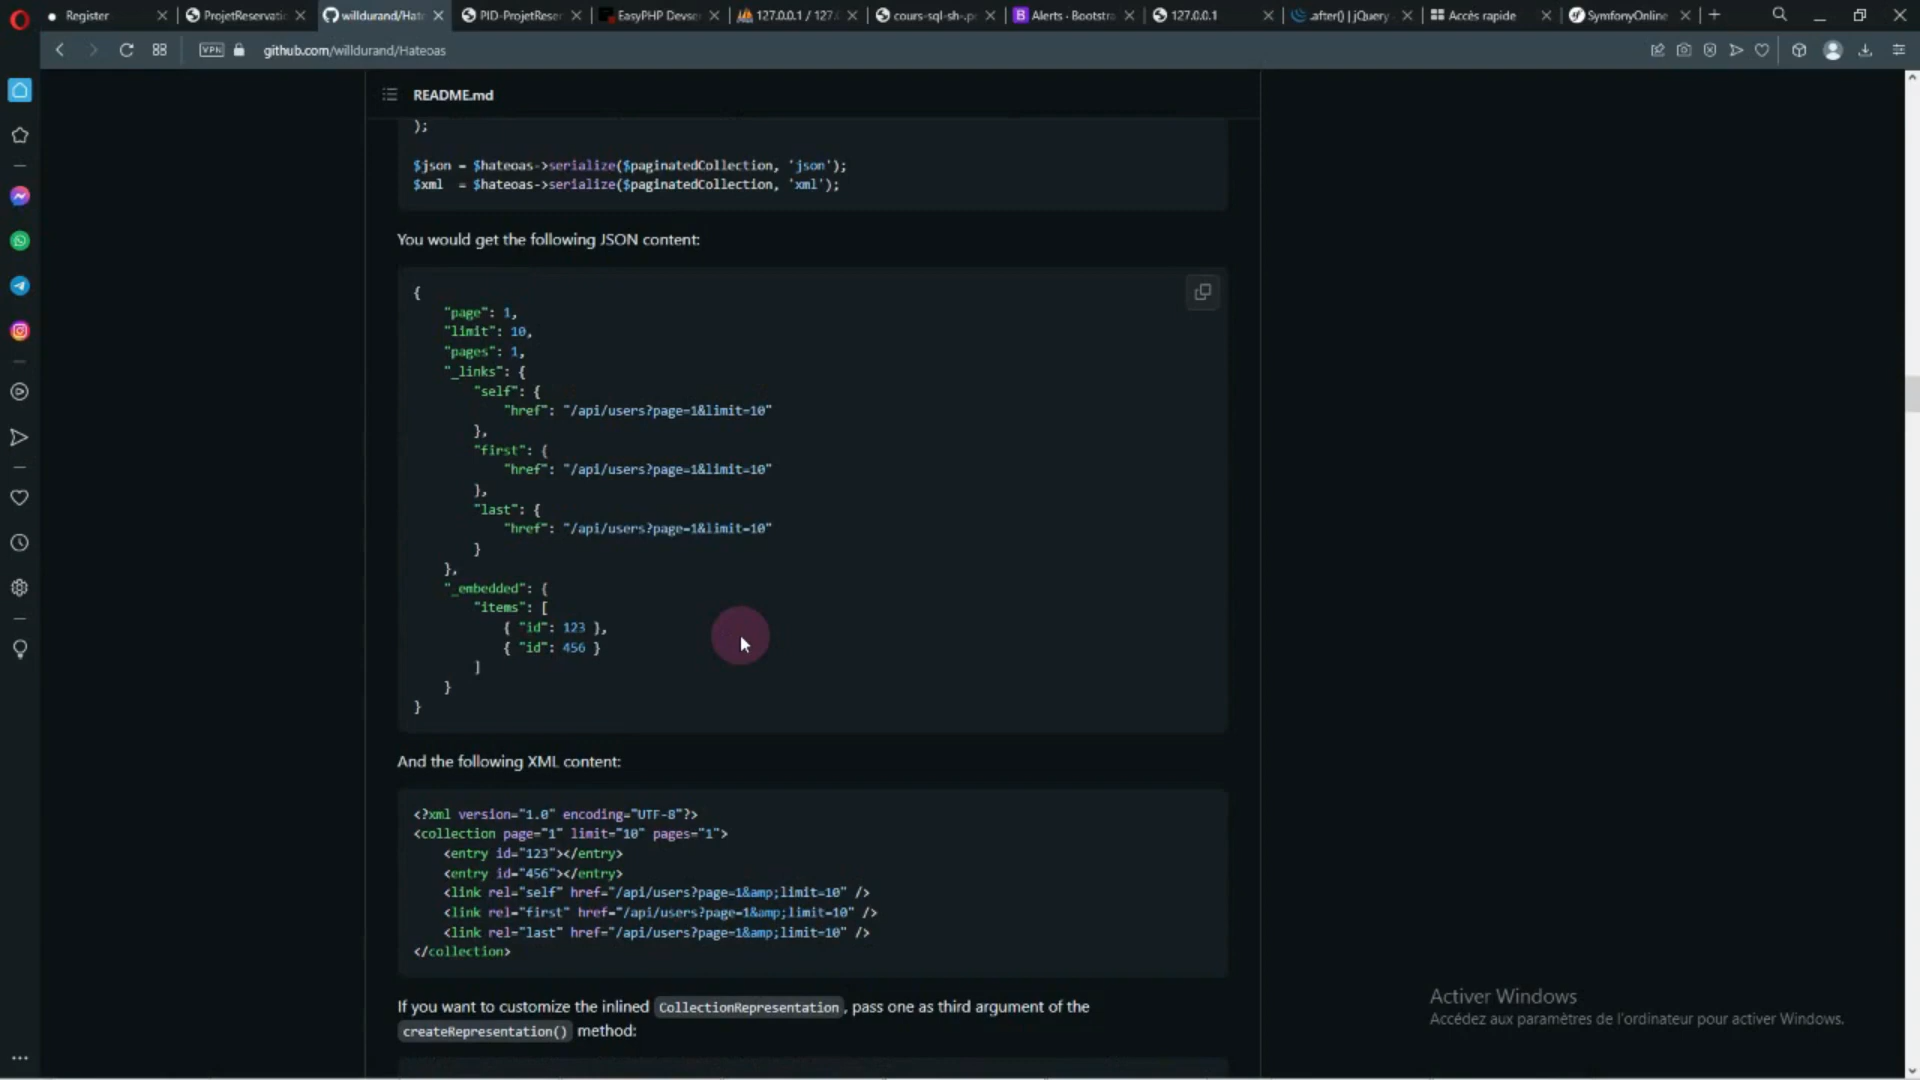 Register
ProjetReservatic
willdurand/Hate
PID-ProjetReser
EasyPHP Devse
127.0.0.1 / 127.
cours-sql-sh-.p
Alerts · Bootstra
127.0.0.1
.after() | jQuery
Accès rapide
SymfonyOnline
VPN
github.com/willdurand/Hateoas
README.md
);
$json = $hateoas->serialize($paginatedCollection, 'json');
$xml = $hateoas->serialize($paginatedCollection, 'xml');
You would get the following JSON content:
{
"page": 1,
"limit": 10,
"pages": 1,
"_links": {
"self": {
"href": "/api/users?page=1&limit=10"
},
"first": {
"href": "/api/users?page=1&limit=10"
},
"last": {
"href": "/api/users?page=1&limit=10"
}
},
"_embedded": {
"items": [
{ "id": 123 },
{ "id": 456 }
]
}
}
And the following XML content:
<?xml version="1.0" encoding="UTF-8"?>
<collection page="1" limit="10" pages="1">
<entry id="123"></entry>
<entry id="456"></entry>
<link rel="self" href="/api/users?page=1&amp;limit=10" />
<link rel="first" href="/api/users?page=1&amp;limit=10" />
<link rel="last" href="/api/users?page=1&amp;limit=10" />
</collection>
If you want to customize the inlined CollectionRepresentation , pass one as third argument of the
createRepresentation() method:
Activer Windows
Accédez aux paramètres de l'ordinateur pour activer Windows.